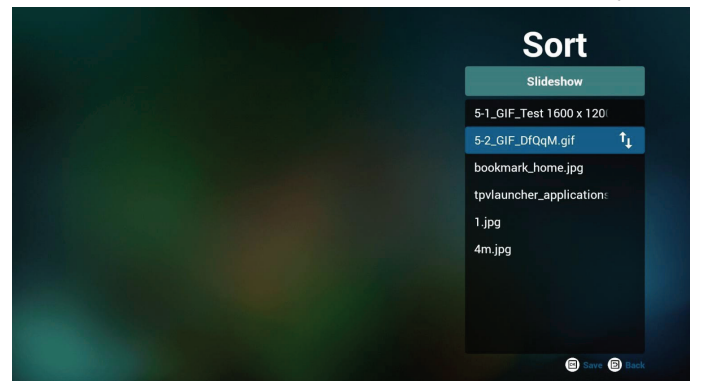 Sort
Slideshow
5-1_GIF_Test 1600 x 120
5-2_GIF_DfQqM.gif
bookmark_home.jpg
tpvlauncher_applications
1.jpg
4m.jpg
Save Back